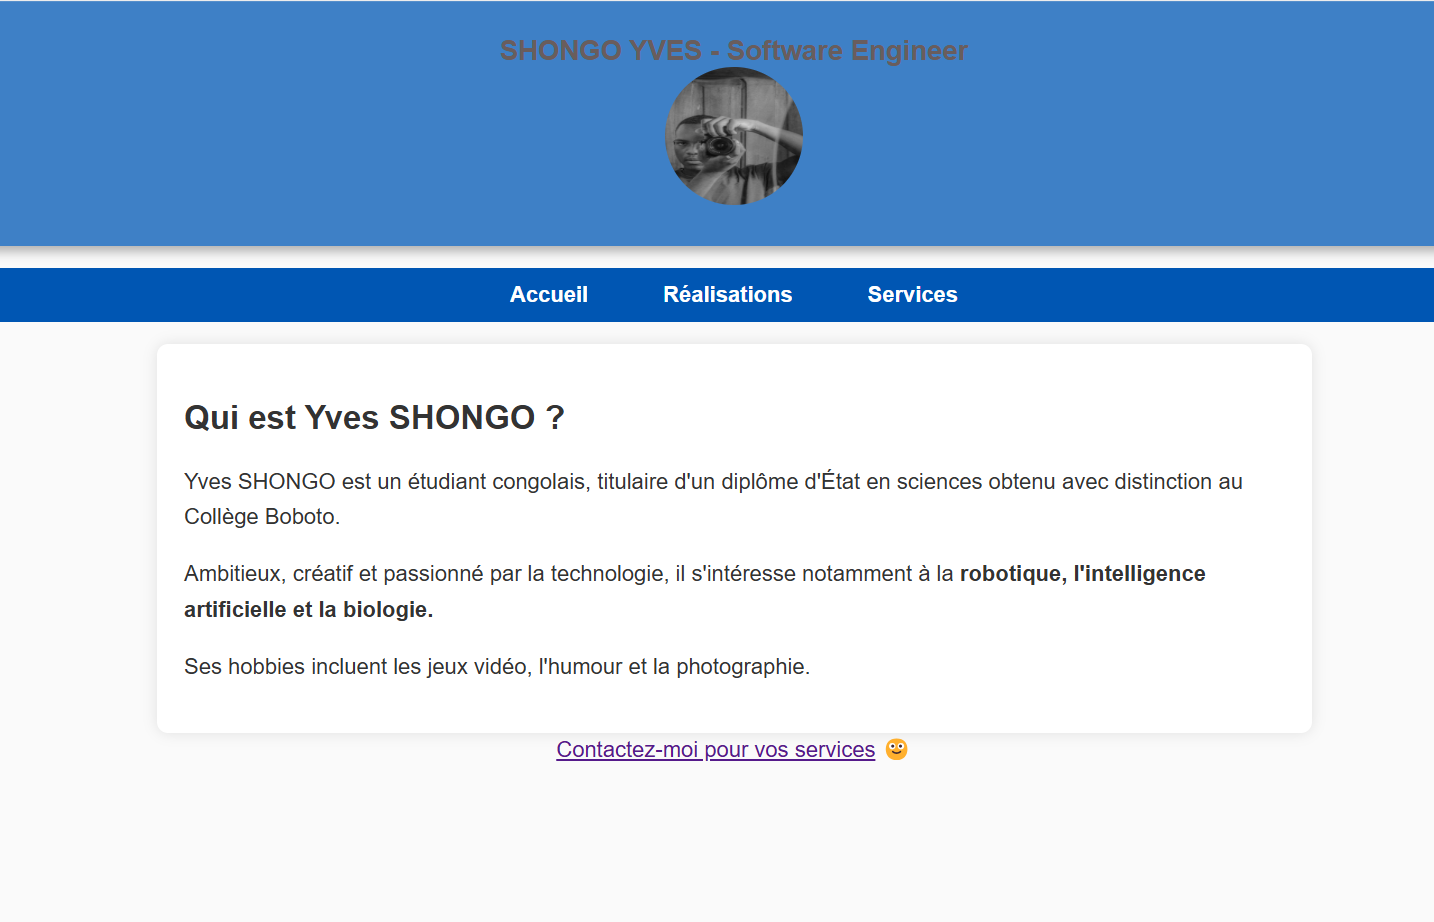 SHONGO YVES - Software Engineer
Accueil Réalisations Services
Qui est Yves SHONGO ?
Yves SHONGO est un étudiant congolais, titulaire d'un diplôme d'État en sciences obtenu avec distinction au
Collège Boboto.
Ambitieux, créatif et passionné par la technologie, il s'intéresse notamment à la robotique, l'intelligence
artificielle et la biologie.
Ses hobbies incluent les jeux vidéo, l'humour et la photographie.
Contactez-moi pour vos services 🙂